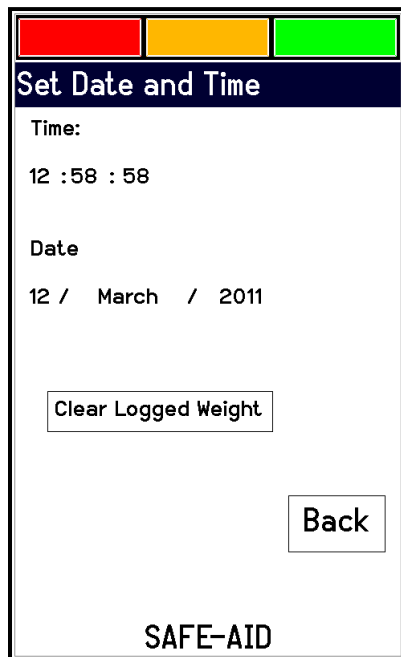 Set Date and Time
Time:
12 :58 : 58
Date
12 / March / 2011
Clear Logged Weight
Back
SAFE-AID